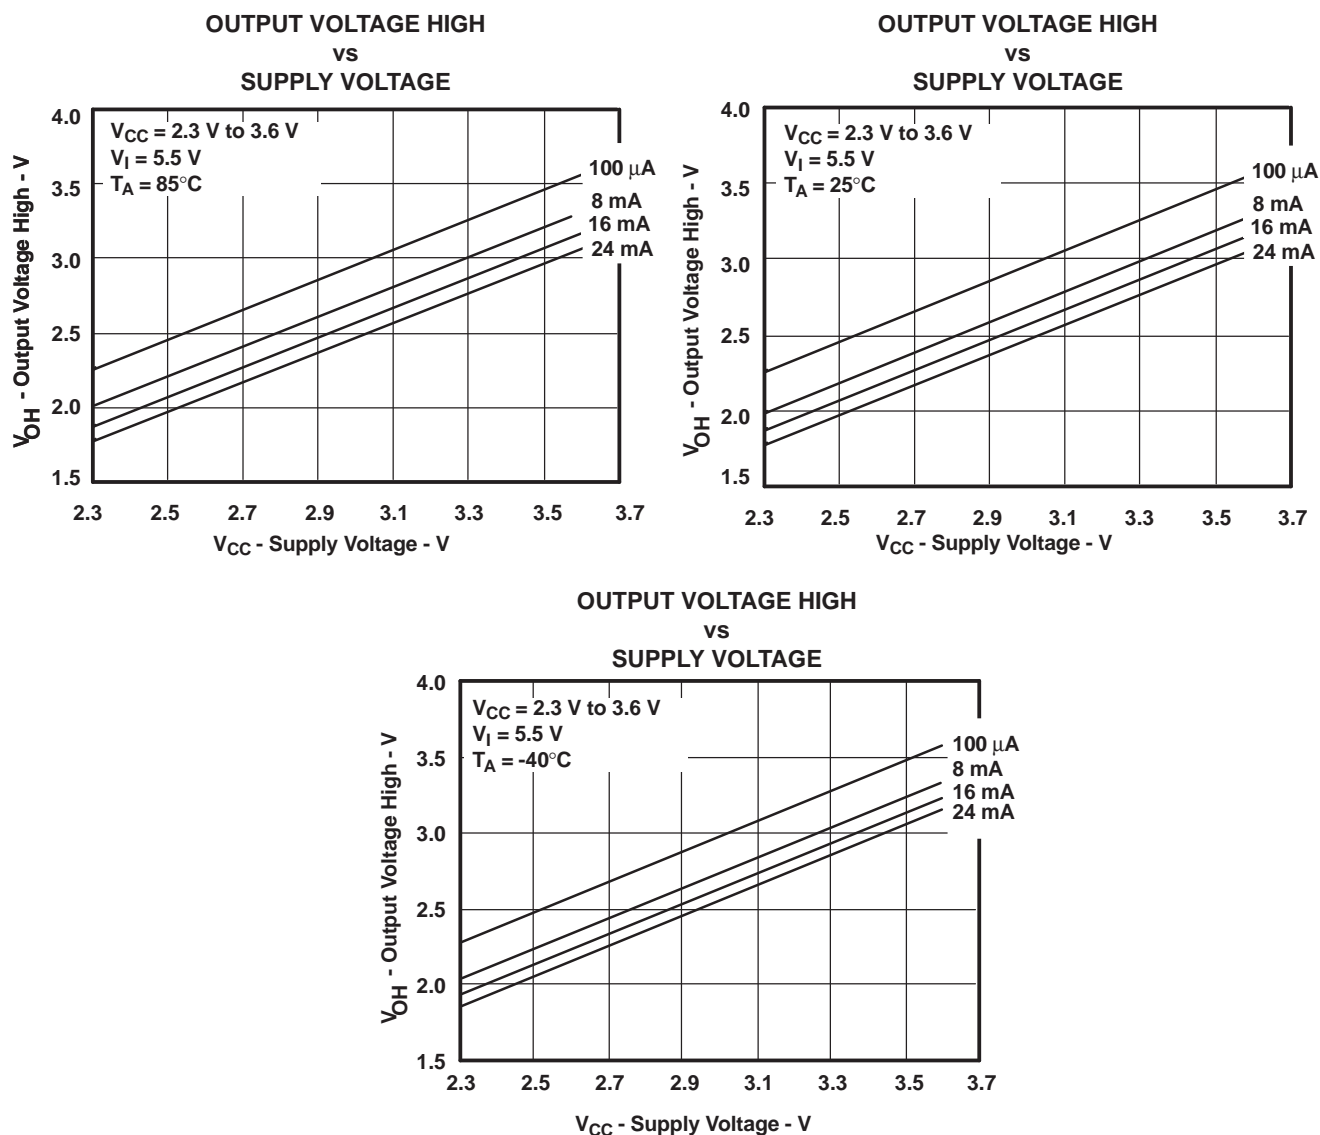 OUTPUT VOLTAGE HIGH
vs
SUPPLY VOLTAGE
VOH - Output Voltage High - V
4.0
3.5
3.0
2.5
2.0
1.5
VCC = 2.3 V to 3.6 V
VI = 5.5 V
TA = 85°C
100 μA
8 mA
16 mA
24 mA
2.3 2.5 2.7 2.9 3.1 3.3 3.5 3.7
VCC - Supply Voltage - V
OUTPUT VOLTAGE HIGH
vs
SUPPLY VOLTAGE
VOH - Output Voltage High - V
4.0
3.5
3.0
2.5
2.0
1.5
VCC = 2.3 V to 3.6 V
VI = 5.5 V
TA = 25°C
100 μA
8 mA
16 mA
24 mA
2.3 2.5 2.7 2.9 3.1 3.3 3.5 3.7
VCC - Supply Voltage - V
OUTPUT VOLTAGE HIGH
vs
SUPPLY VOLTAGE
VOH - Output Voltage High - V
4.0
3.5
3.0
2.5
2.0
1.5
VCC = 2.3 V to 3.6 V
VI = 5.5 V
TA = -40°C
100 μA
8 mA
16 mA
24 mA
2.3 2.5 2.7 2.9 3.1 3.3 3.5 3.7
VCC - Supply Voltage - V